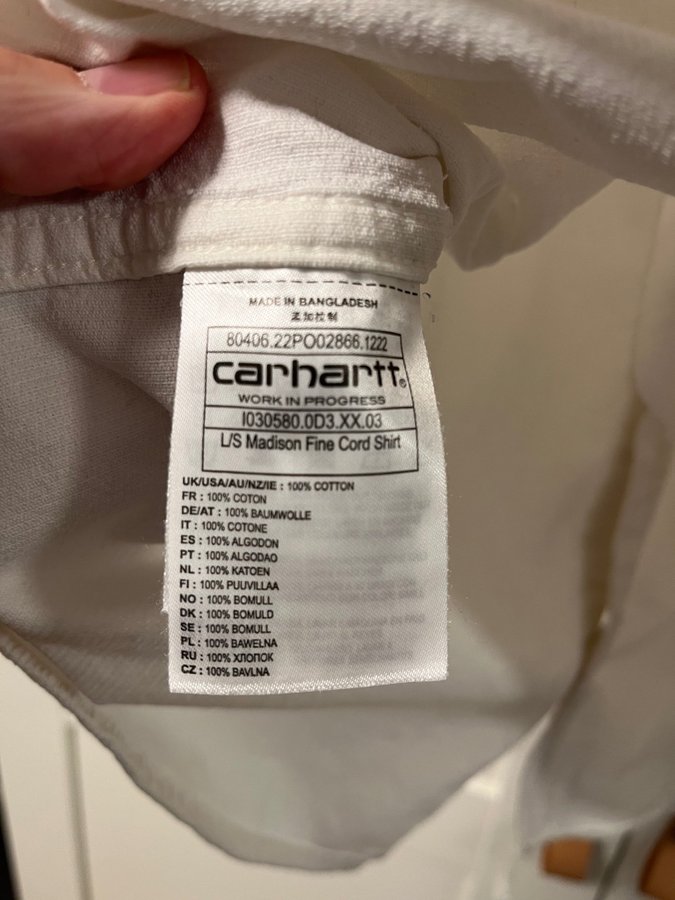 MADE IN BANGLADESH
孟加拉制
80406.22PO02866.1222
carhartt®
WORK IN PROGRESS
I030580.0D3.XX.03
L/S Madison Fine Cord Shirt
UK/USA/AU/NZ/IE : 100% COTTON
FR : 100% COTON
DE/AT : 100% BAUMWOLLE
IT : 100% COTONE
ES : 100% ALGODON
PT : 100% ALGODAO
NL : 100% KATOEN
FI : 100% PUUVILLAA
NO : 100% BOMULL
DK : 100% BOMULD
SE : 100% BOMULL
PL : 100% BAWEŁNA
RU : 100% ХЛОПОК
CZ : 100% BAVLNA